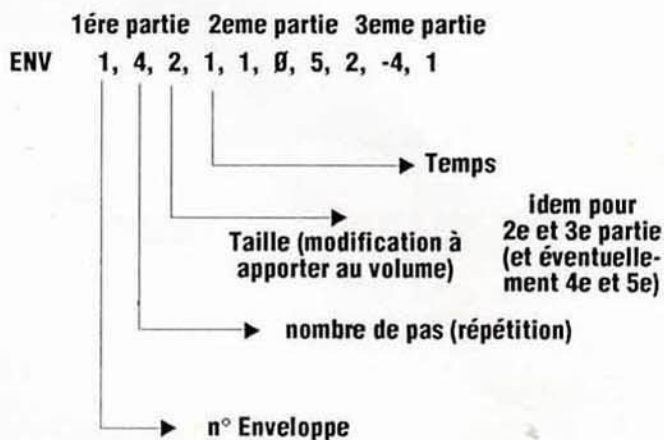 1ére partie 2eme partie 3eme partie
ENV 1, 4, 2, 1, 1, Ø, 5, 2, -4, 1
Temps
Taille (modification à
apporter au volume)
idem pour
2e et 3e partie
(et éventuelle-
ment 4e et 5e)
nombre de pas (répétition)
n° Enveloppe